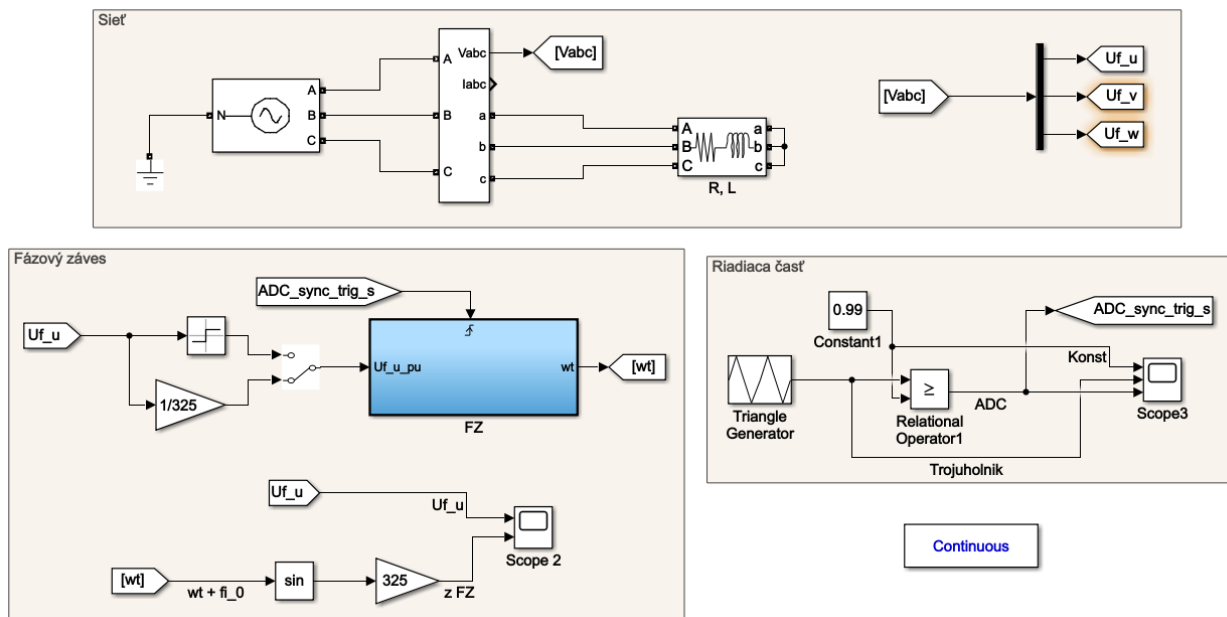 Sieť
N
A
B
C
A
B
C
Vabc
Iabc
a
b
c
[Vabc]
A
B
C
a
b
c
R, L
[Vabc]
Uf_u
Uf_v
Uf_w
Fázový záves
ADC_sync_trig_s
Uf_u
1/325
Uf_u_pu
wt
FZ
[wt]
Uf_u
Uf_u
Scope 2
[wt]
wt + fi_0
sin
325
z FZ
Riadiaca časť
0.99
Constant1
ADC_sync_trig_s
Konst
Triangle
Generator
≥
Relational
Operator1
ADC
Scope3
Trojuholnik
Continuous